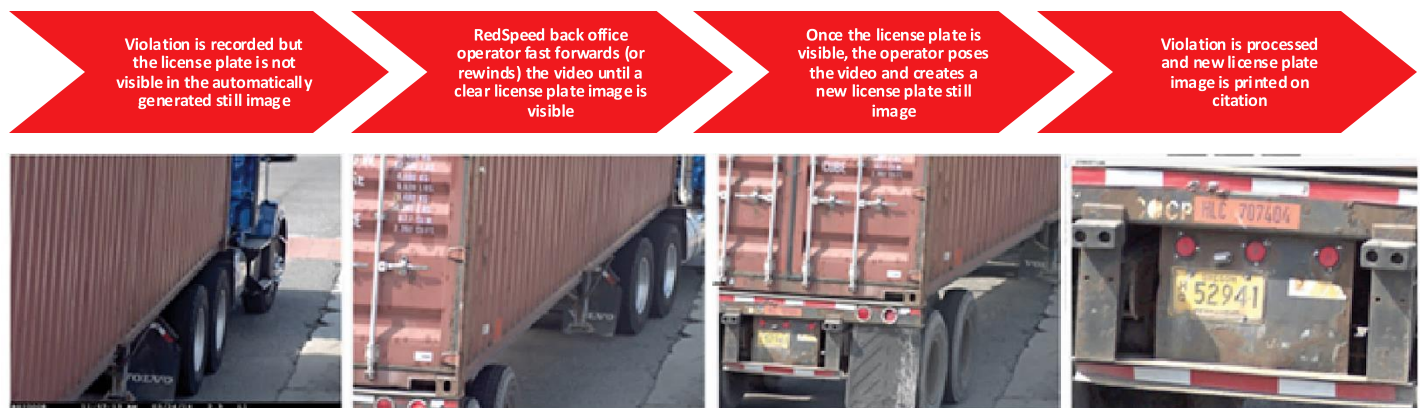 Violation is recorded but
the license plate is not
visible in the automatically
generated still image
RedSpeed back office
operator fast forwards (or
rewinds) the video until a
clear license plate image is
visible
Once the license plate is
visible, the operator poses
the video and creates a
new license plate still
image
Violation is processed
and new license plate
image is printed on
citation
VOLVO
VOLVO
CUBE
HLC 707404
52941